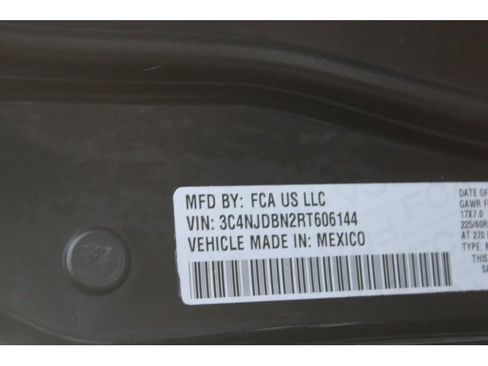 MFD BY: FCA US LLC
VIN: 3C4NJDBN2RT606144
VEHICLE MADE IN: MEXICO
DATE OF
GAWR F
17X7.0
225/60R
AT 270
TYPE:
THIS